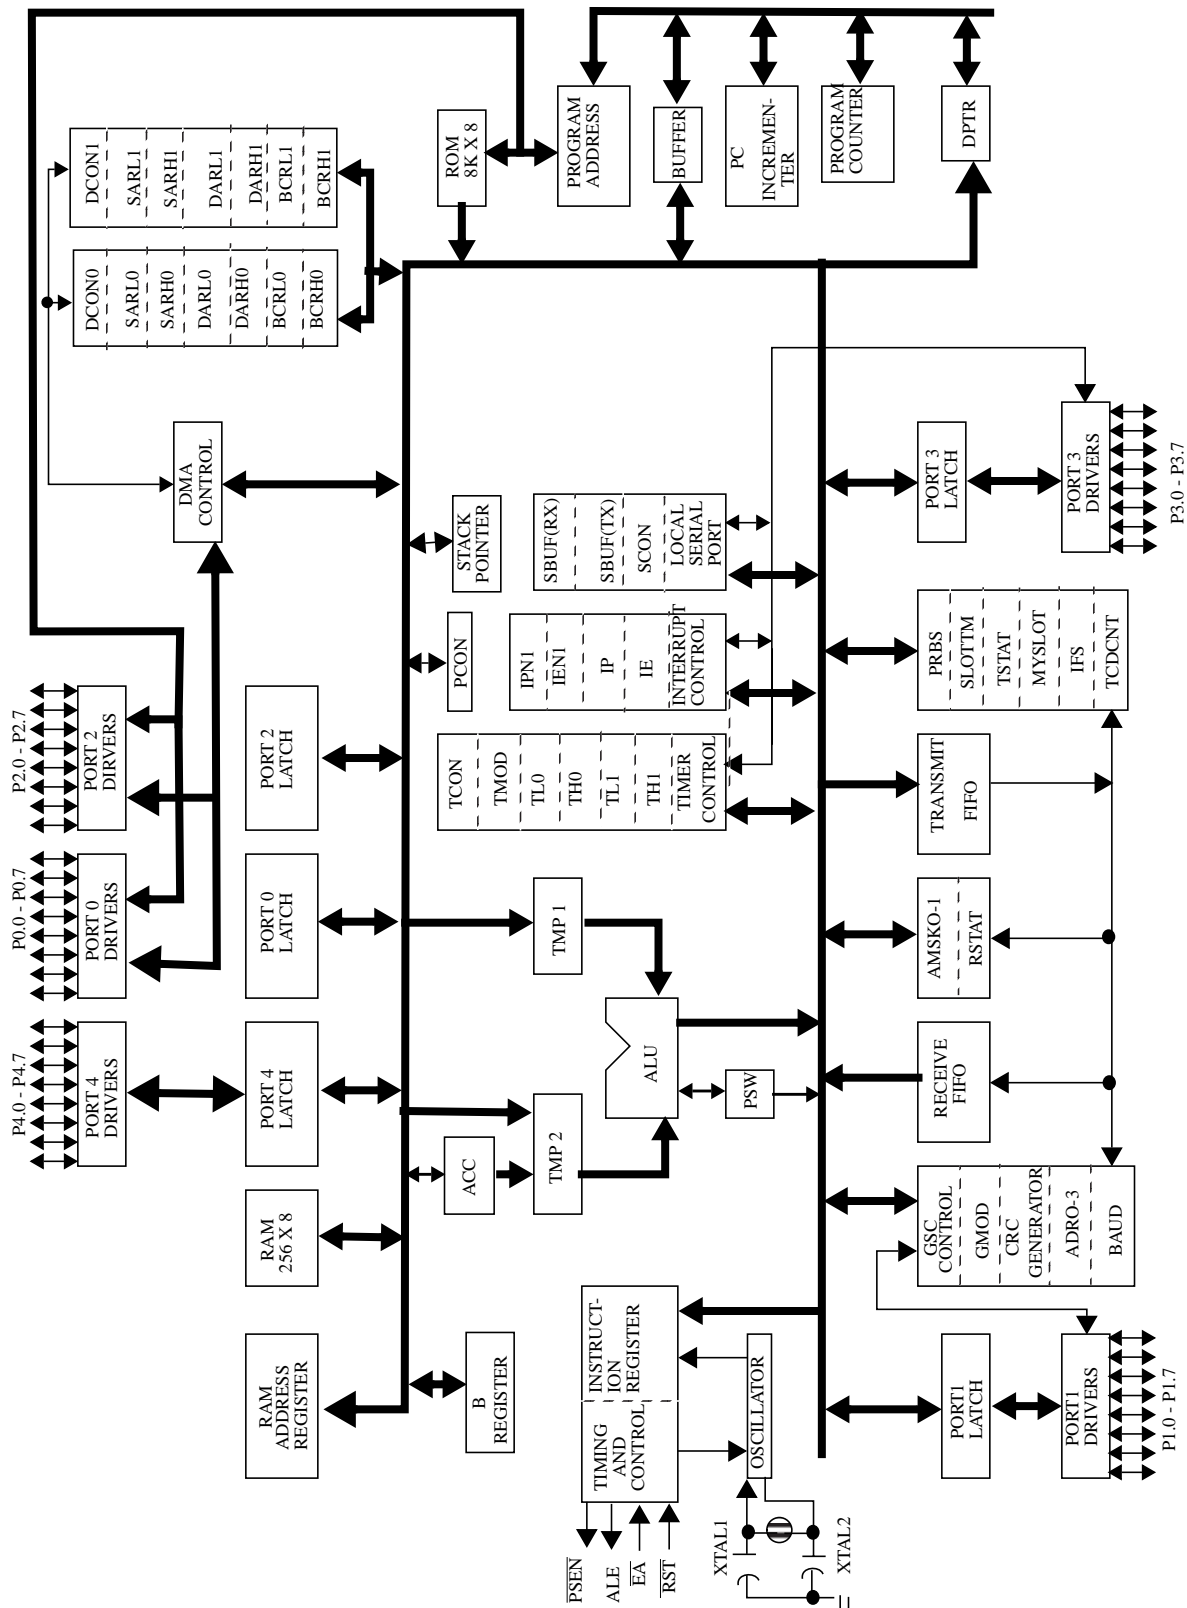 P4.0 - P4.7
P0.0 - P0.7
P2.0 - P2.7
PORT 4
DRIVERS
PORT 0
DRIVERS
PORT 2
DIRVERS
DMA
CONTROL
DCON0
SARL0
SARH0
DARL0
DARH0
BCRL0
BCRH0
DCON1
SARL1
SARH1
DARL1
DARH1
BCRL1
BCRH1
RAM
ADDRESS
REGISTER
RAM
256 X 8
PORT 4
LATCH
PORT 0
LATCH
PORT 2
LATCH
B
REGISTER
ACC
PCON
STACK
POINTER
ROM
8K X 8
TMP 2
TMP 1
TCON
TMOD
TL0
TH0
TL1
TH1
TIMER
CONTROL
IPN1
IEN1
IP
IE
INTERRUPT
CONTROL
SBUF(RX)
SBUF(TX)
SCON
LOCAL
SERIAL
PORT
PROGRAM
ADDRESS
BUFFER
PC
INCREMEN-
TER
PROGRAM
COUNTER
DPTR
PSEN
ALE
EA
RST
TIMING
AND
CONTROL
INSTRUCT-
ION REGISTER
ALU
PSW
OSCILLATOR
XTAL1
XTAL2
PORT1
LATCH
GSC
CONTROL
GMOD
CRC
GENERATOR
ADRO-3
BAUD
RECEIVE
FIFO
AMSKO-1
RSTAT
TRANSMIT
FIFO
PRBS
SLOTTM
TSTAT
MYSLOT
IFS
TCDCNT
PORT 3
LATCH
PORT1
DRIVERS
PORT 3
DRIVERS
P1.0 - P1.7
P3.0 - P3.7